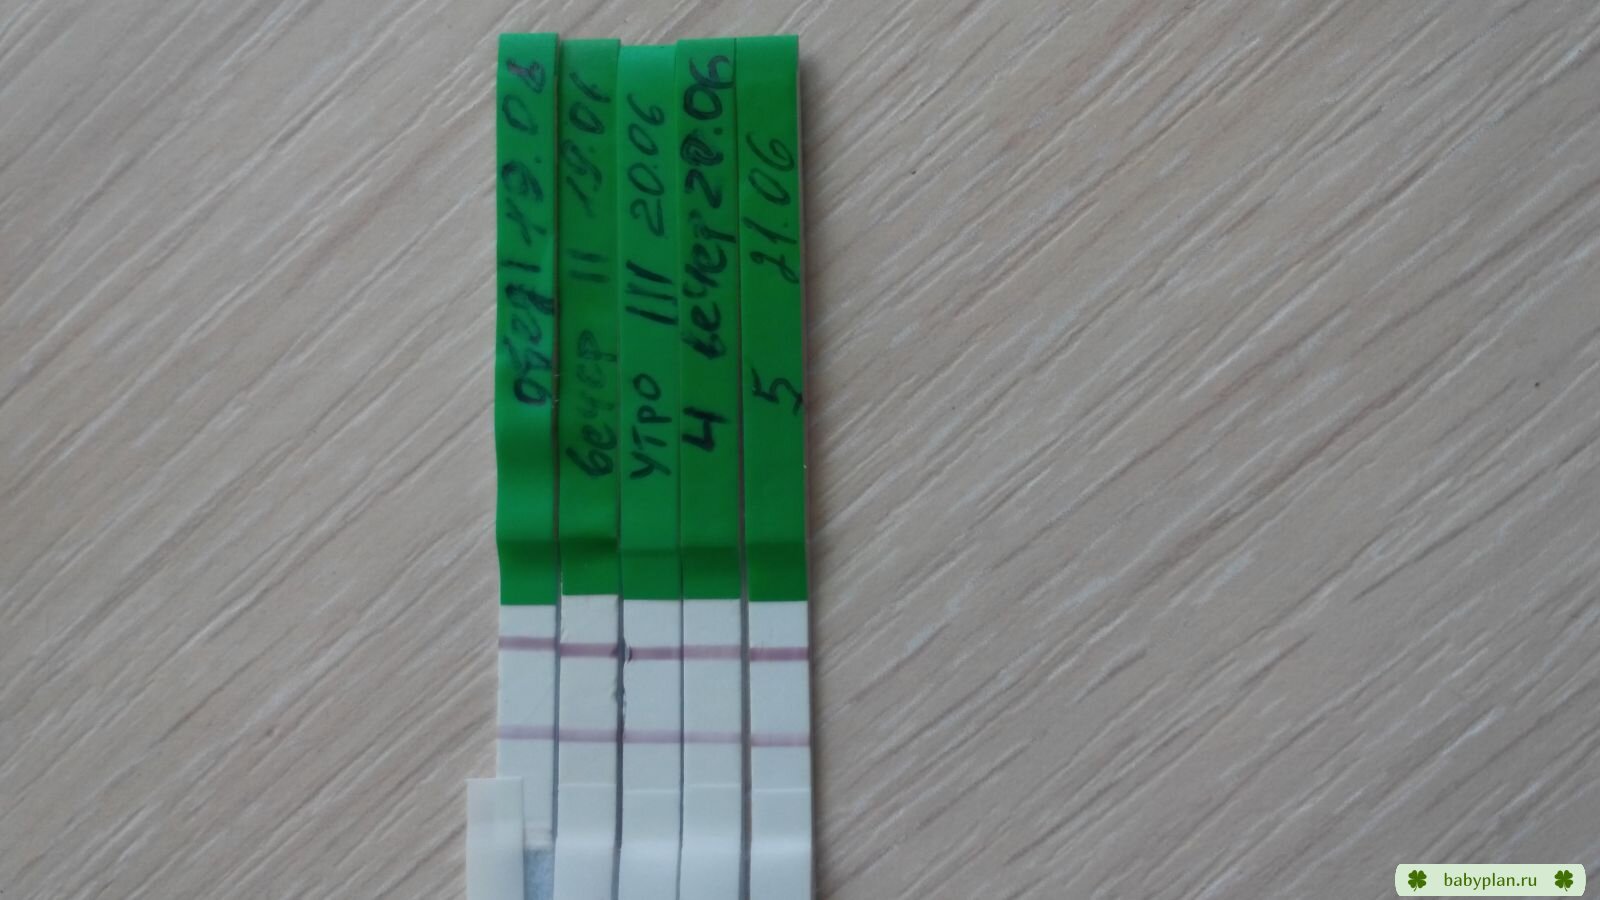 обед I 19.06
вечер II 19.06
утро III 20.06
4 вечер 20.06
5 21.06
babyplan.ru